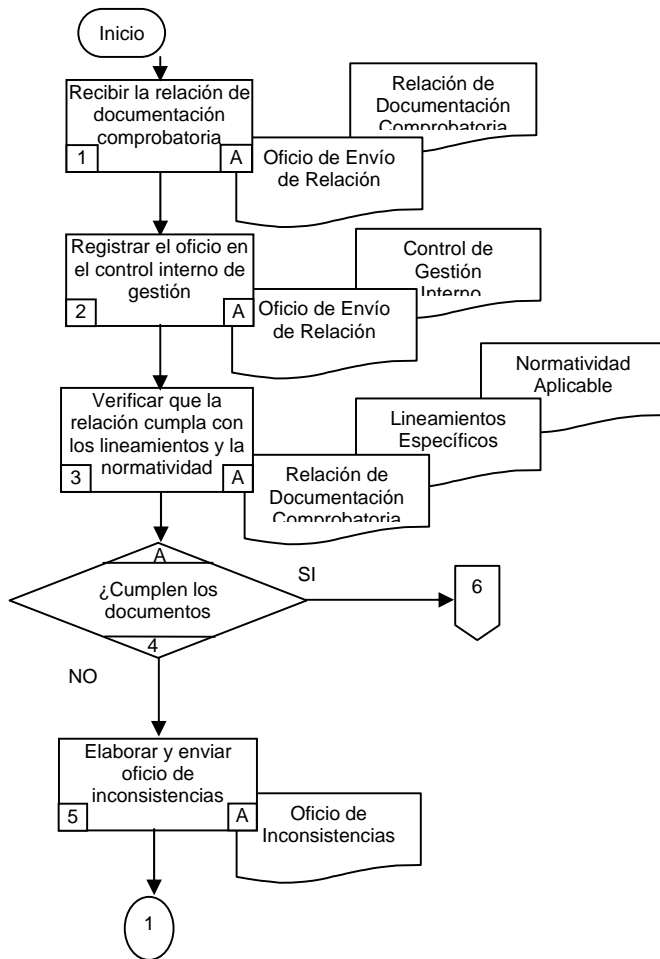 Inicio
Recibir la relación de
documentación
comprobatoria
1
A
Relación de
Documentación
Comprobatoria
Oficio de Envío
de Relación
Registrar el oficio en
el control interno de
gestión
2
A
Control de
Gestión
Interno
Oficio de Envío
de Relación
Verificar que la
relación cumpla con
los lineamientos y la
normatividad
3
A
Normatividad
Aplicable
Lineamientos
Específicos
Relación de
Documentación
Comprobatoria
A
¿Cumplen los
documentos
4
SI
6
NO
Elaborar y enviar
oficio de
inconsistencias
5
A
Oficio de
Inconsistencias
1